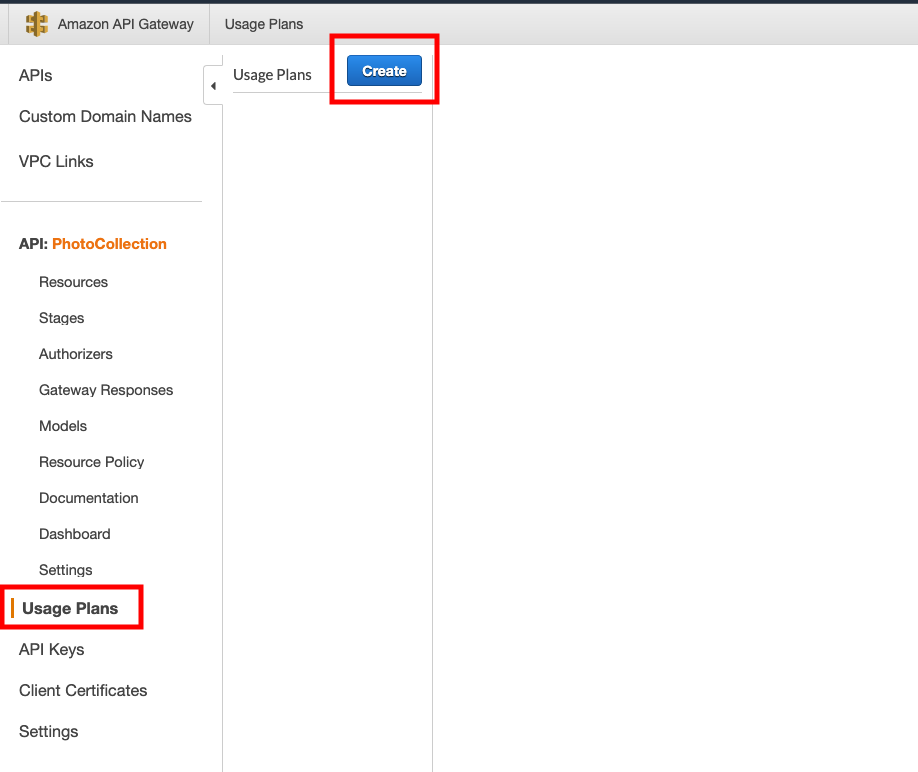 Amazon API Gateway
Usage Plans
APIs
Custom Domain Names
VPC Links
API: PhotoCollection
Resources
Stages
Authorizers
Gateway Responses
Models
Resource Policy
Documentation
Dashboard
Settings
Usage Plans
API Keys
Client Certificates
Settings
Usage Plans
Create